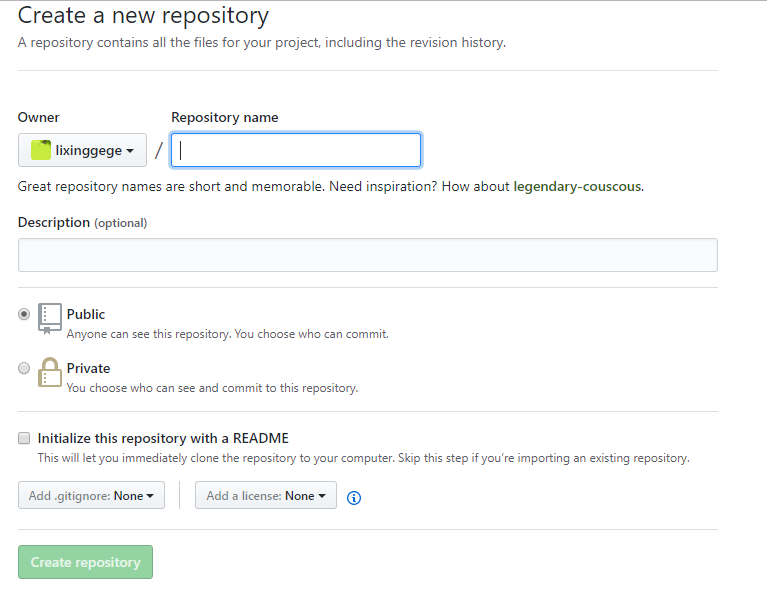 Create a new repository
A repository contains all the files for your project, including the revision history.
Owner
Repository name
lixinggege
/
Great repository names are short and memorable. Need inspiration? How about legendary-couscous.
Description (optional)
Public
Anyone can see this repository. You choose who can commit.
Private
You choose who can see and commit to this repository.
Initialize this repository with a README
This will let you immediately clone the repository to your computer. Skip this step if you’re importing an existing repository.
Add .gitignore: None
Add a license: None
Create repository